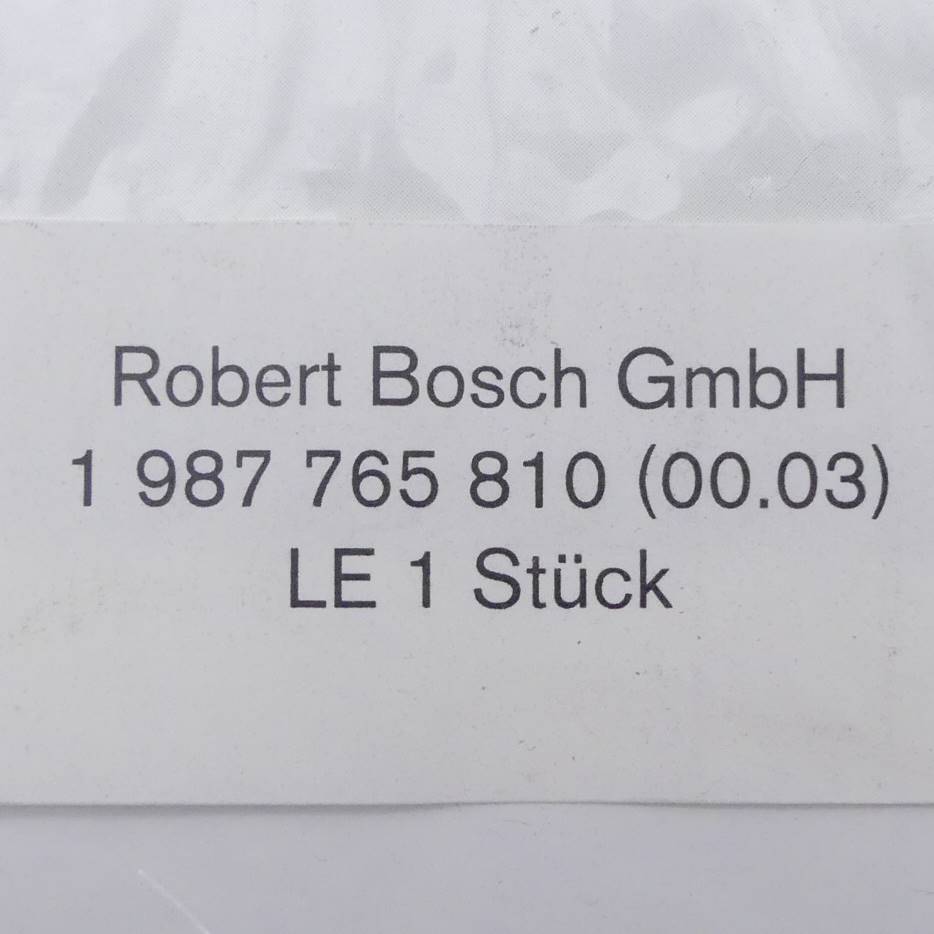 Robert Bosch GmbH
1 987 765 810 (00.03)
LE 1 Stück